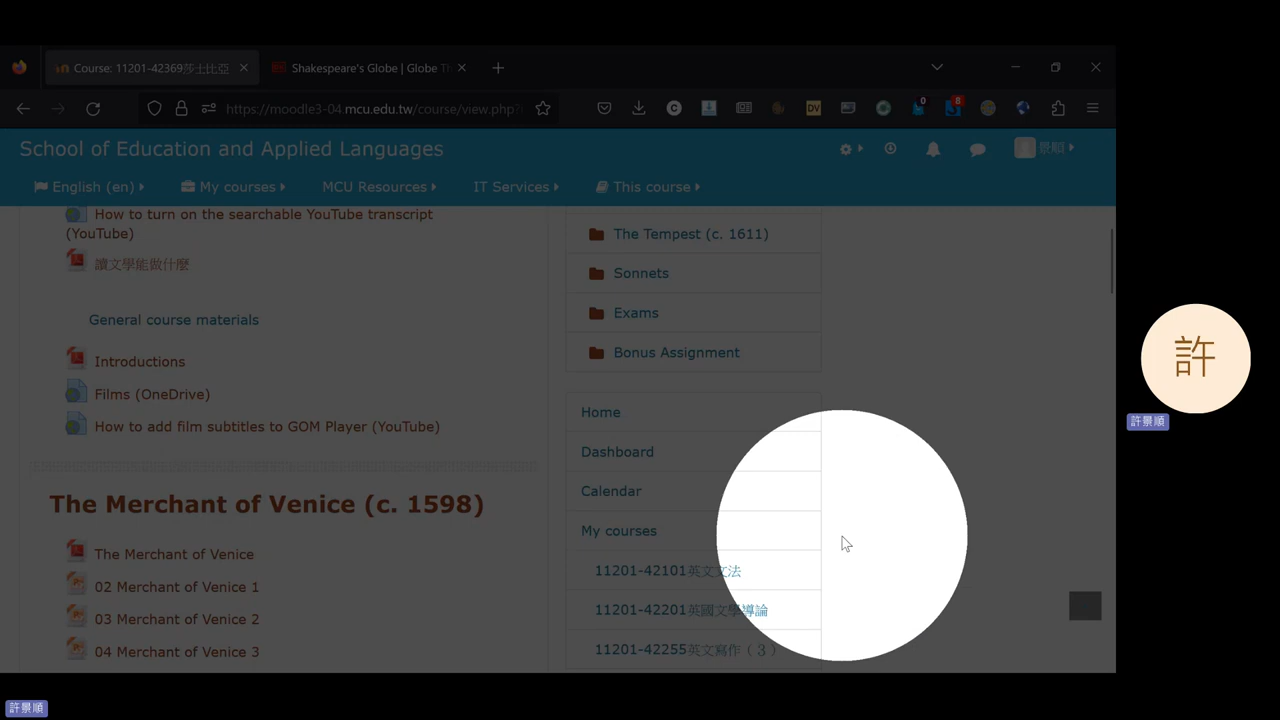 Course: 11201-42369莎士比亞
Shakespeare's Globe | Globe Th
https://moodle3-04.mcu.edu.tw/course/view.php?
C
DV
0
8
School of Education and Applied Languages
景順
English (en)
My courses
MCU Resources
IT Services
This course
How to turn on the searchable YouTube transcript
(YouTube)
讀文學能做什麼
General course materials
Introductions
Films (OneDrive)
How to add film subtitles to GOM Player (YouTube)
The Merchant of Venice (c. 1598)
The Merchant of Venice
02 Merchant of Venice 1
03 Merchant of Venice 2
04 Merchant of Venice 3
The Tempest (c. 1611)
Sonnets
Exams
Bonus Assignment
Home
Dashboard
Calendar
My courses
11201-42101英文文法
11201-42201英國文學導論
11201-42255英文寫作（３）
許
許景順
許景順